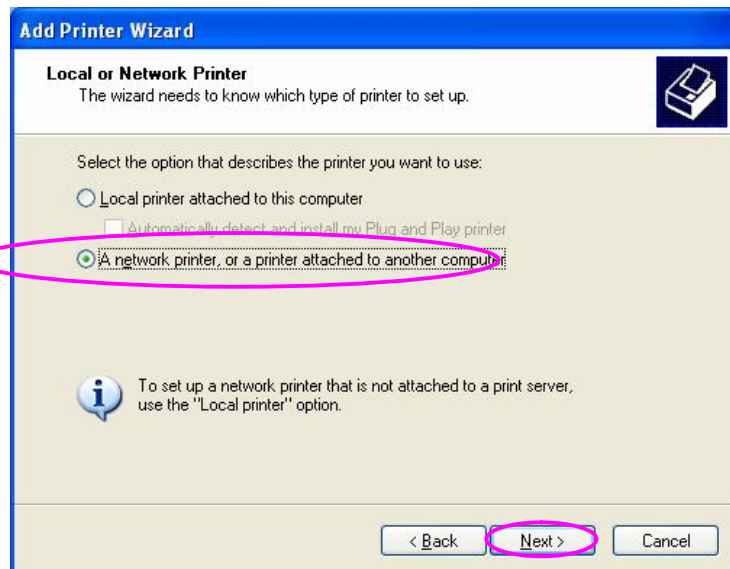 Add Printer Wizard
Local or Network Printer
The wizard needs to know which type of printer to set up.
Select the option that describes the printer you want to use:
Local printer attached to this computer
Automatically detect and install my Plug and Play printer
A network printer, or a printer attached to another computer
To set up a network printer that is not attached to a print server,
use the "Local printer" option.
< Back
Next >
Cancel